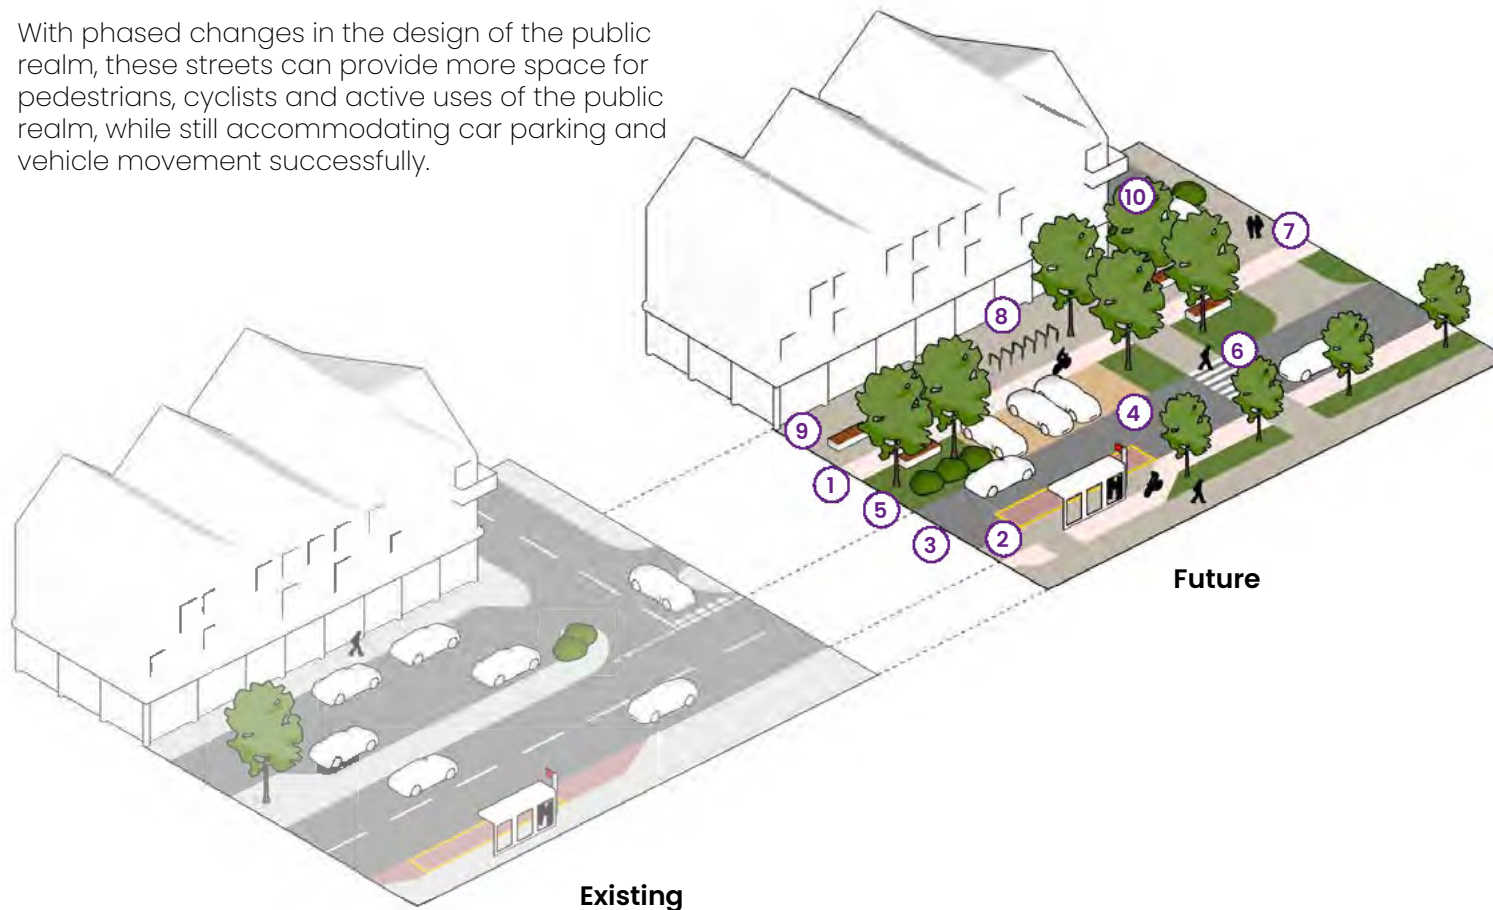 With phased changes in the design of the public
realm, these streets can provide more space for
pedestrians, cyclists and active uses of the public
realm, while still accommodating car parking and
vehicle movement successfully.
10
7
8
6
4
9
1
5
3
2
Future
Existing